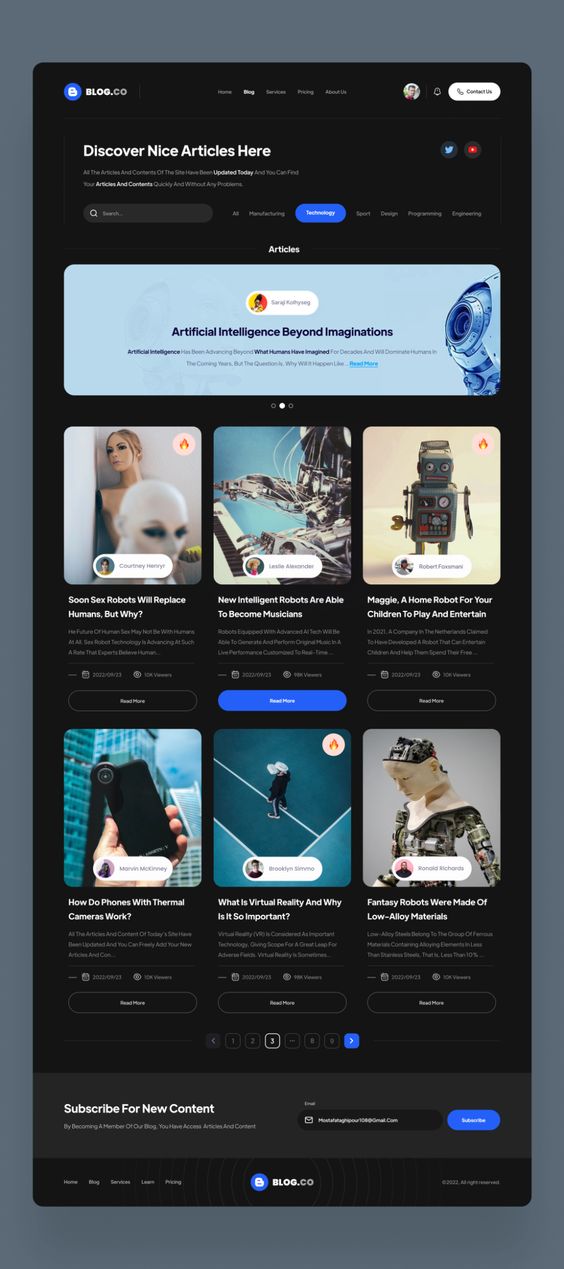 BLOG.CO
Home Blog Services Pricing About Us
Contact Us
Discover Nice Articles Here
All The Articles And Contents Of The Site Have Been Updated Today And You Can Find
Your Articles And Contents Quickly And Without Any Problems.
Search...
All Manufacturing Technology Sport Design Programming Engineering
Articles
Saraji Kolhyseg
Artificial Intelligence Beyond Imaginations
Artificial Intelligence Has Been Advancing Beyond What Humans Have Imagined For Decades And Will Dominate Humans In
The Coming Years, But The Question Is, Why Will It Happen Like... Read More
Courtney Henryr
Soon Sex Robots Will Replace
Humans, But Why?
He Future Of Human Sex May Not Be With Humans
At All. Sex Robot Technology Is Advancing At Such
A Rate That Experts Believe Human...
2022/09/23 10K Viewers
Read More
Leslie Alexander
New Intelligent Robots Are Able
To Become Musicians
Robots Equipped With Advanced AI Tech Will Be
Able To Generate And Perform Original Music In A
Live Performance Customized To Real-Time ...
2022/09/23 98K Viewers
Read More
Robert Foxsmani
Maggie, A Home Robot For Your
Children To Play And Entertain
In 2021, A Company In The Netherlands Claimed
To Have Developed A Robot That Can Entertain
Children And Help Them Spend Their Free ...
2022/09/23 10K Viewers
Read More
Marvin McKinney
How Do Phones With Thermal
Cameras Work?
All The Articles And Content Of Today's Site Have
Been Updated And You Can Freely Add Your New
Articles And Con...
2022/09/23 10K Viewers
Read More
Brooklyn Simmo
What Is Virtual Reality And Why
Is It So Important?
Virtual Reality (VR) Is Considered As Important
Technology, Giving Scope For A Great Leap For
Adverse Fields. Virtual Reality Is Sometimes...
2022/09/23 98K Viewers
Read More
Ronald Richards
Fantasy Robots Were Made Of
Low-Alloy Materials
Low-Alloy Steels Belong To The Group Of Ferrous
Materials Containing Alloying Elements In Less
Than Stainless Steels, That Is, Less Than 10% ...
2022/09/23 10K Viewers
Read More
1 2 3 ... 8 9
Subscribe For New Content
By Becoming A Member Of Our Blog, You Have Access Articles And Content
Email
Mostafataghipour108@Gmail.Com
Subscribe
Home Blog Services Learn Pricing
BLOG.CO
©2022, All right reserved.